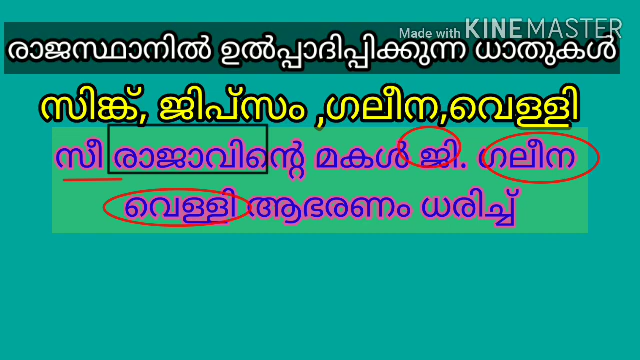 Made with KINEMASTER
രാജസ്ഥാനിൽ ഉൽപ്പാദിപ്പിക്കുന്ന ധാതുകൾ
സിങ്ക്, ജിപ്സം ,ഗലീന,വെള്ളി
സീ രാജാവിന്റെ മകൾ ജി. ഗലീന
വെള്ളി ആഭരണം ധരിച്ച്